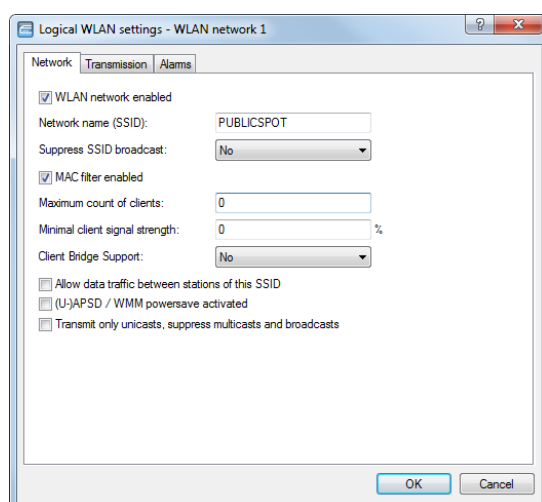 Logical WLAN settings - WLAN network 1
Network Transmission Alarms
WLAN network enabled
Network name (SSID): PUBLICSPOT
Suppress SSID broadcast: No
MAC filter enabled
Maximum count of clients: 0
Minimal client signal strength: 0 %
Client Bridge Support: No
Allow data traffic between stations of this SSID
(U-)APSD / WMM powersave activated
Transmit only unicasts, suppress multicasts and broadcasts
OK Cancel